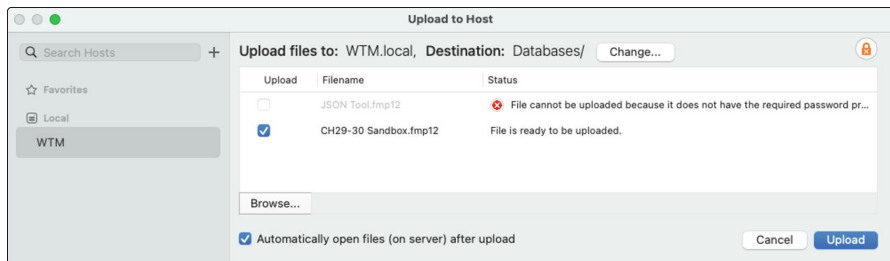 Upload to Host
Search Hosts
Favorites
Local
WTM
Upload files to: WTM.local, Destination: Databases/ Change...
Upload Filename Status
JSON Tool.fmp12 File cannot be uploaded because it does not have the required password pr...
CH29-30 Sandbox.fmp12 File is ready to be uploaded.
Browse...
Automatically open files (on server) after upload
Cancel Upload